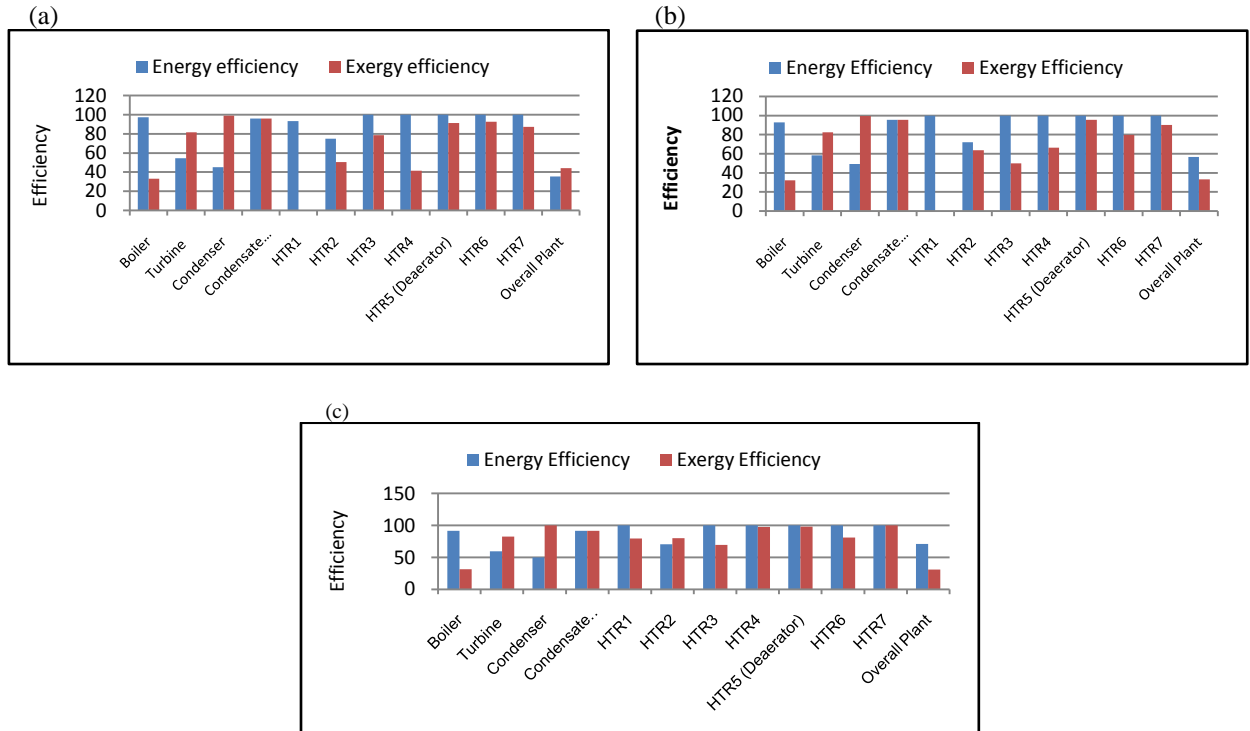 (a)
Energy efficiency Exergy efficiency
120
100
80
60
40
20
0
Efficiency
Boiler
Turbine
Condenser
Condensate...
HTR1
HTR2
HTR3
HTR4
HTR5 (Deaerator)
HTR6
HTR7
Overall Plant
(b)
Energy Efficiency Exergy Efficiency
120
100
80
60
40
20
0
Efficiency
Boiler
Turbine
Condenser
Condensate...
HTR1
HTR2
HTR3
HTR4
HTR5 (Deaerator)
HTR6
HTR7
Overall Plant
(c)
Energy Efficiency Exergy Efficiency
150
100
50
0
Efficiency
Boiler
Turbine
Condenser
Condensate..
HTR1
HTR2
HTR3
HTR4
HTR5 (Deaerator)
HTR6
HTR7
Overall Plant